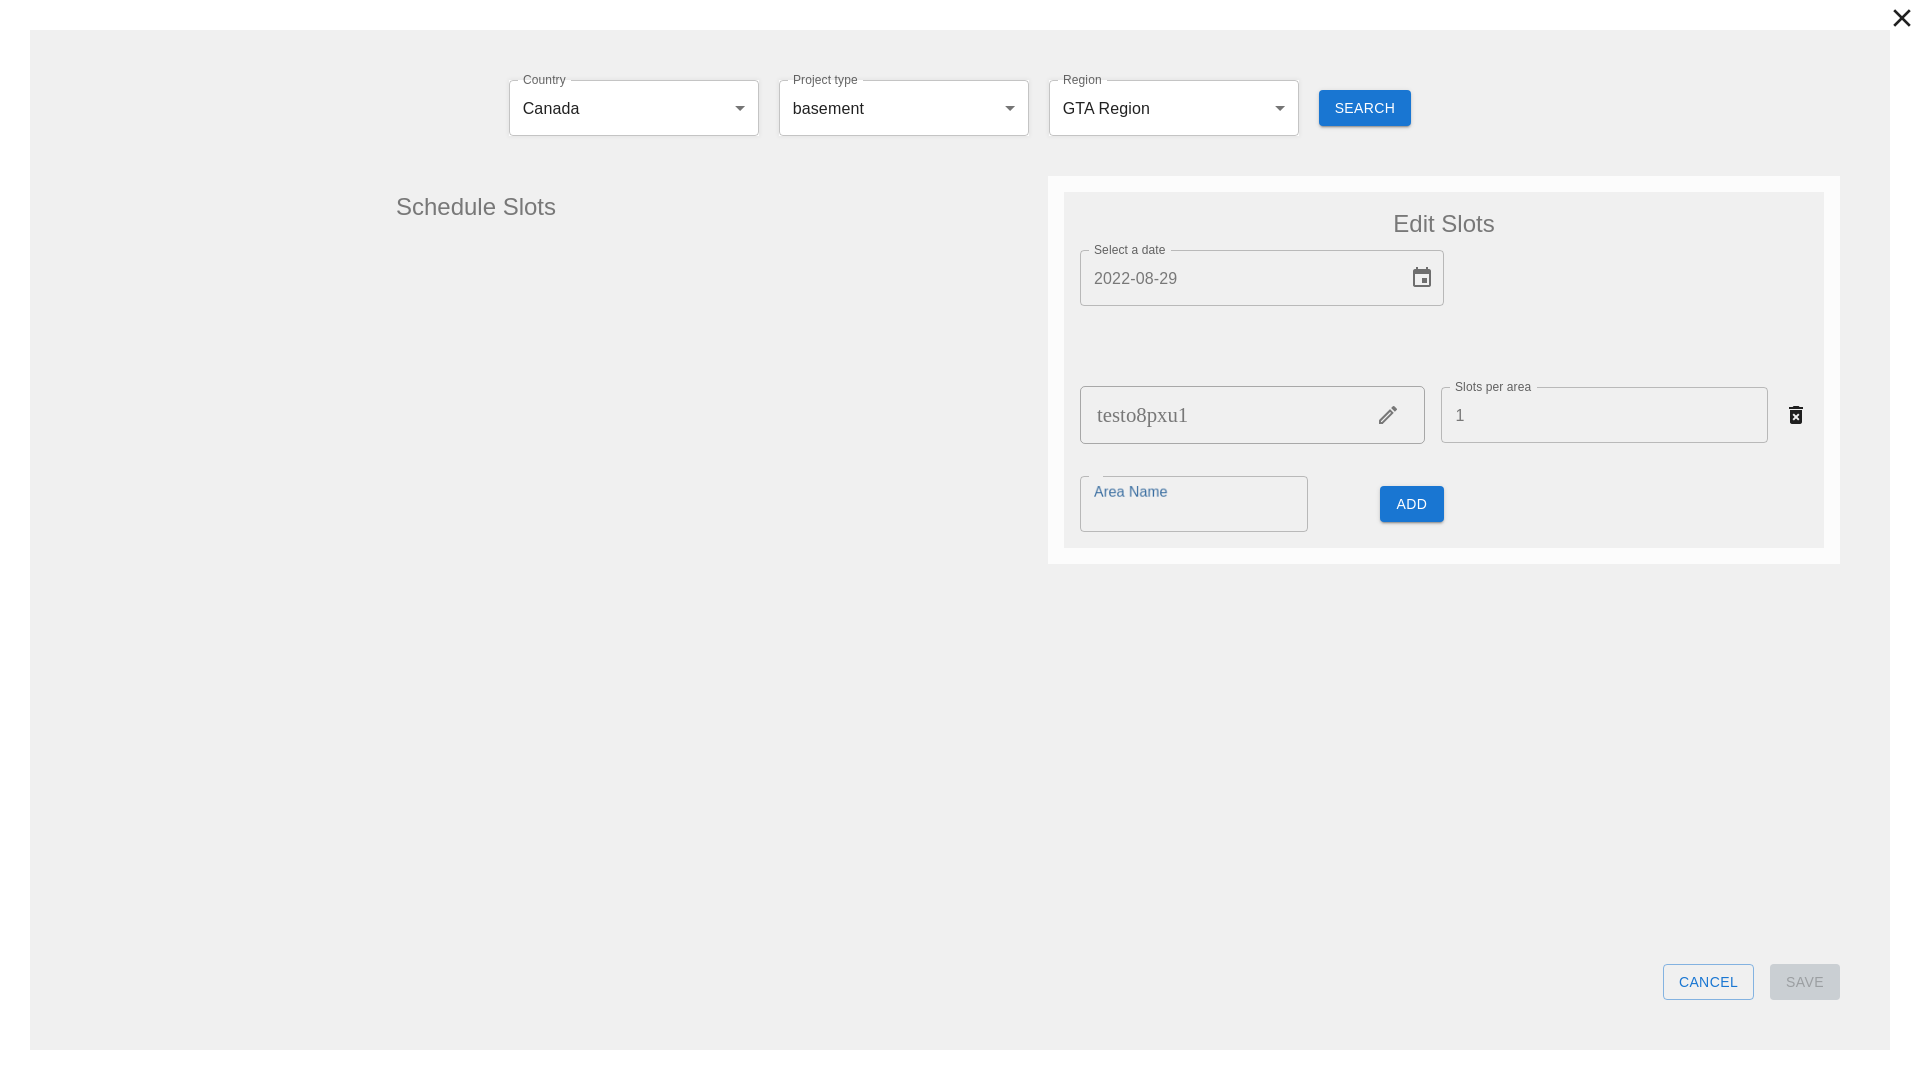 Country
Canada
Project type
basement
Region
GTA Region
SEARCH
Schedule Slots
Edit Slots
Select a date
2022-08-29
testo8pxu1
Slots per area
1
Area Name
ADD
CANCEL
SAVE